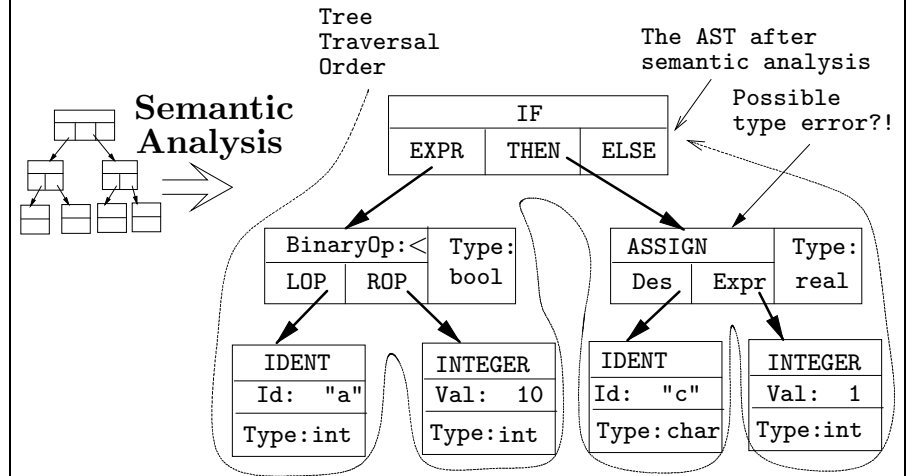 Tree
Traversal
Order
The AST after
semantic analysis
Possible
type error?!
Semantic
Analysis
IF
EXPR THEN ELSE
BinaryOp:< Type:
bool
LOP ROP
ASSIGN Type:
real
Des Expr
IDENT
Id: "a"
Type:int
INTEGER
Val: 10
Type:int
IDENT
Id: "c"
Type:char
INTEGER
Val: 1
Type:int